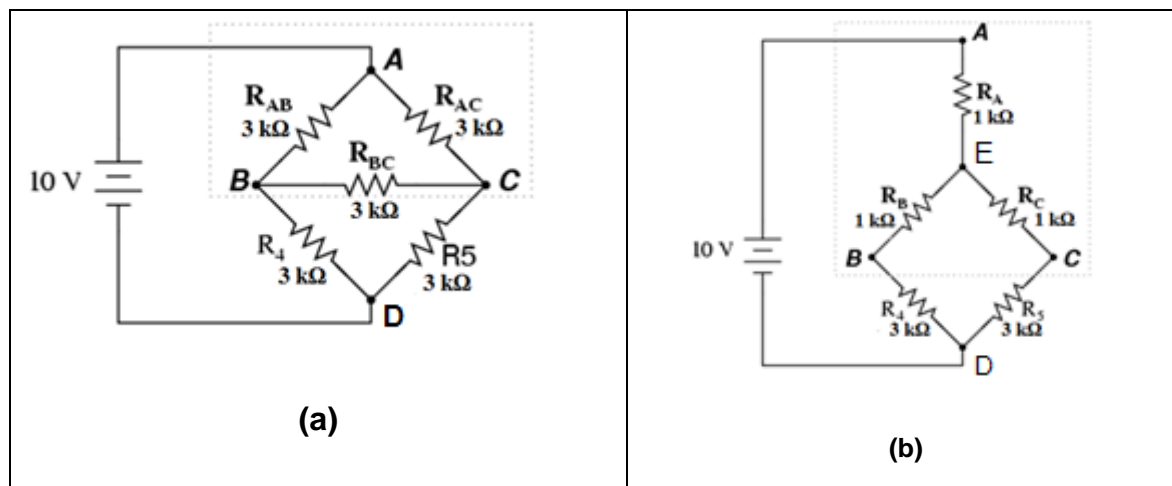 A
R_AB
3 kΩ
R_AC
3 kΩ
R_BC
10 V
B
C
3 kΩ
R_4
3 kΩ
R5
3 kΩ
D
(a)
A
R_A
1 kΩ
E
R_B
1 kΩ
R_C
1 kΩ
10 V
B
C
R_4
3 kΩ
R_5
3 kΩ
D
(b)